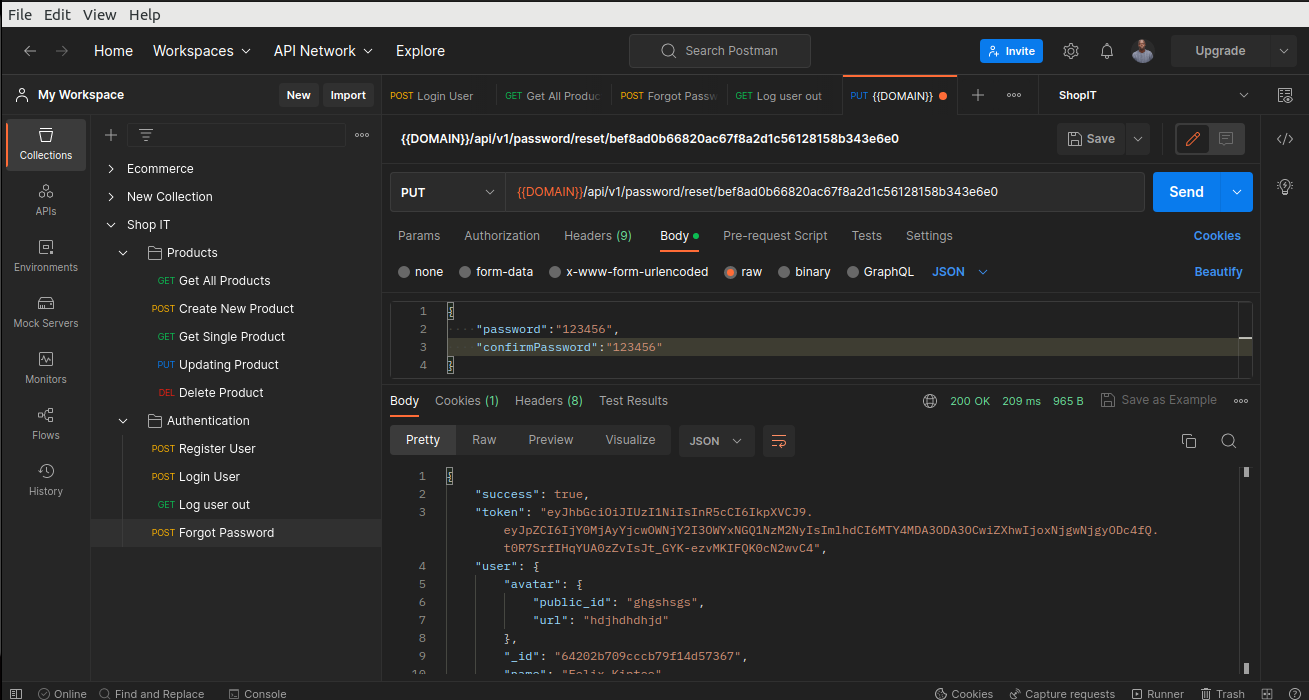 File Edit View Help
Home Workspaces API Network Explore Search Postman Invite Upgrade
My Workspace New Import
POST Login User GET Get All Produc POST Forgot Passw GET Log user out PUT {{DOMAIN}} ShopIT
Collections
APIs
Environments
Mock Servers
Monitors
Flows
History
Ecommerce
New Collection
Shop IT
Products
GET Get All Products
POST Create New Product
GET Get Single Product
PUT Updating Product
DEL Delete Product
Authentication
POST Register User
POST Login User
GET Log user out
POST Forgot Password
{{DOMAIN}}/api/v1/password/reset/bef8ad0b66820ac67f8a2d1c56128158b343e6e0 Save
PUT {{DOMAIN}}/api/v1/password/reset/bef8ad0b66820ac67f8a2d1c56128158b343e6e0 Send
Params Authorization Headers (9) Body Pre-request Script Tests Settings Cookies
none form-data x-www-form-urlencoded raw binary GraphQL JSON Beautify
1 {
2 "password":"123456",
3 "confirmPassword":"123456"
4 }
Body Cookies (1) Headers (8) Test Results 200 OK 209 ms 965 B Save as Example
Pretty Raw Preview Visualize JSON
1 {
2 "success": true,
3 "token": "eyJhbGciOiJIUzI1NiIsInR5cCI6IkpXVCJ9.
eyJpZCI6IjY0MjAyYjcwOWNjY2I3OWYxNGQ1NzM2NyIsImlhdCI6MTY4MDA3ODA3OCwiZXhwIjoxNjgwNjgyODc4fQ.
t0R7SrfIHqYUA0zZvIsJt_GYK-ezvMKIFQK0cN2wvC4",
4 "user": {
5 "avatar": {
6 "public_id": "ghgshsgs",
7 "url": "hdjhdhdhjd"
8 },
9 "_id": "64202b709cccb79f14d57367",
10 "name": "Felix Kiptoo"
Online Find and Replace Console Cookies Capture requests Runner Trash